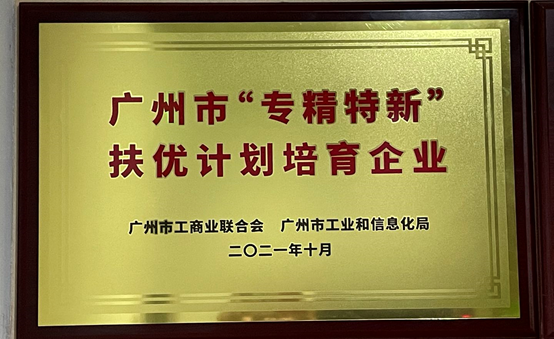 广州市“专精特新”
扶优计划培育企业
广州市工商业联合会 广州市工业和信息化局
二〇二一年十月